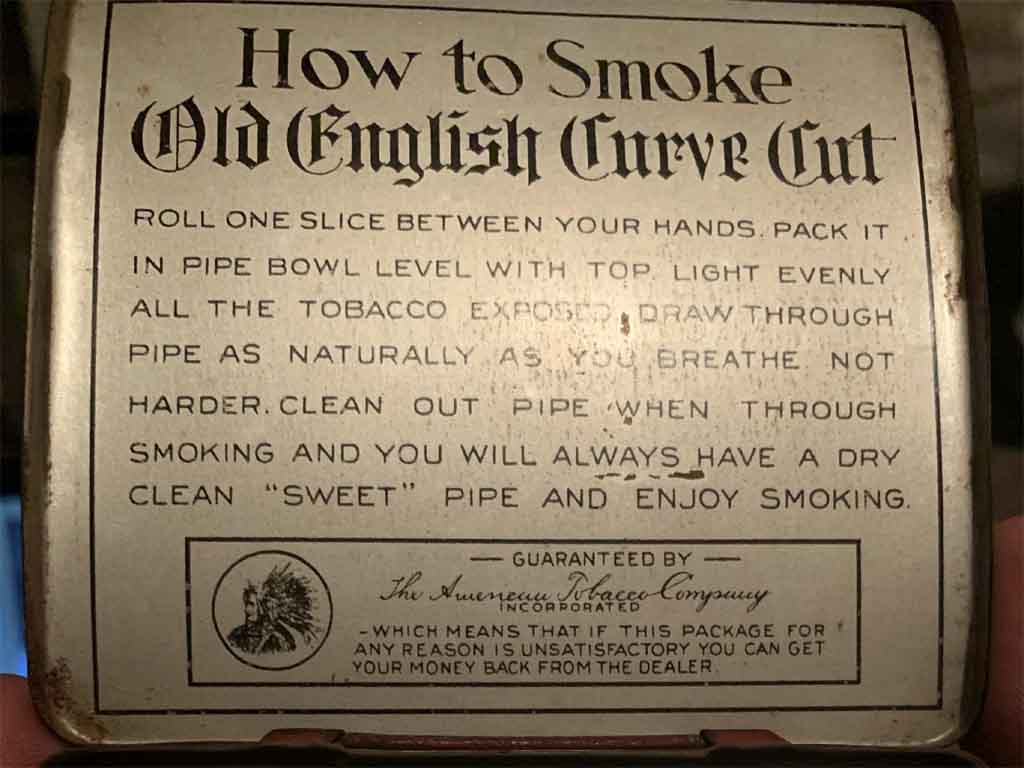 How to Smoke
Old English Curve Cut
ROLL ONE SLICE BETWEEN YOUR HANDS. PACK IT
IN PIPE BOWL LEVEL WITH TOP. LIGHT EVENLY
ALL THE TOBACCO EXPOSED. DRAW THROUGH
PIPE AS NATURALLY AS YOU BREATHE NOT
HARDER. CLEAN OUT PIPE WHEN THROUGH
SMOKING AND YOU WILL ALWAYS HAVE A DRY
CLEAN "SWEET" PIPE AND ENJOY SMOKING.
— GUARANTEED BY —
The American Tobacco Company
INCORPORATED
-WHICH MEANS THAT IF THIS PACKAGE FOR
ANY REASON IS UNSATISFACTORY YOU CAN GET
YOUR MONEY BACK FROM THE DEALER.